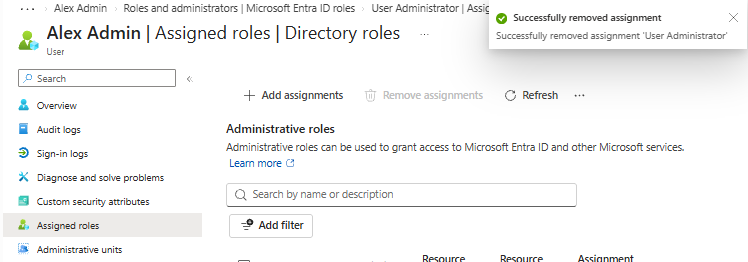 ··· Alex Admin > Roles and administrators | Microsoft Entra ID roles > User Administrator | Assig
Successfully removed assignment
Successfully removed assignment 'User Administrator'
Alex Admin | Assigned roles | Directory roles ···
User
Search
+ Add assignments Remove assignments Refresh ···
Overview
Audit logs
Sign-in logs
Diagnose and solve problems
Custom security attributes
Assigned roles
Administrative units
Administrative roles
Administrative roles can be used to grant access to Microsoft Entra ID and other Microsoft services.
Learn more
Search by name or description
Add filter
Resource Resource Assignment